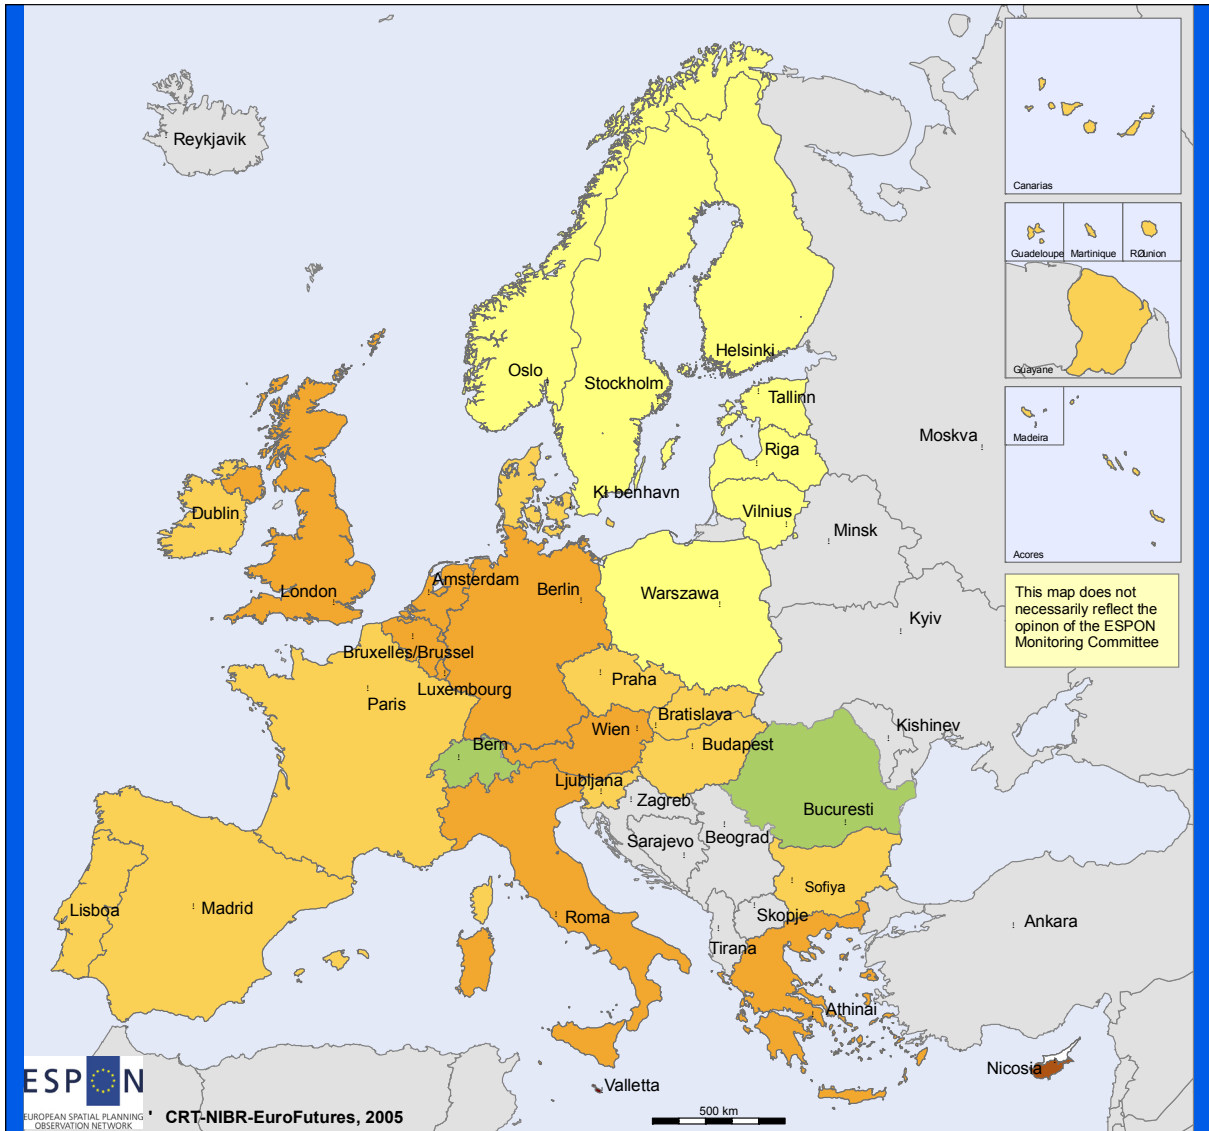 Reykjavik
Canarias
Guadeloupe
Martinique
RØunion
Guayane
Oslo
Stockholm
Helsinki
Tallinn
Riga
Moskva
Madeira
Acores
Dublin
KI benhavn
Vilnius
Minsk
London
Amsterdam
Berlin
Warszawa
Kyiv
This map does not
necessarily reflect the
opinon of the ESPON
Monitoring Committee
Bruxelles/Brussel
Luxembourg
Paris
Praha
Bratislava
Wien
Budapest
Kishinev
Bern
Ljubljana
Zagreb
Bucuresti
Sarajevo
Beograd
Sofiya
Lisboa
Madrid
Roma
Skopje
Tirana
Ankara
Athinai
Nicosia
Valletta
ESPON
EUROPEAN SPATIAL PLANNING
OBSERVATION NETWORK
' CRT-NIBR-EuroFutures, 2005
500 km